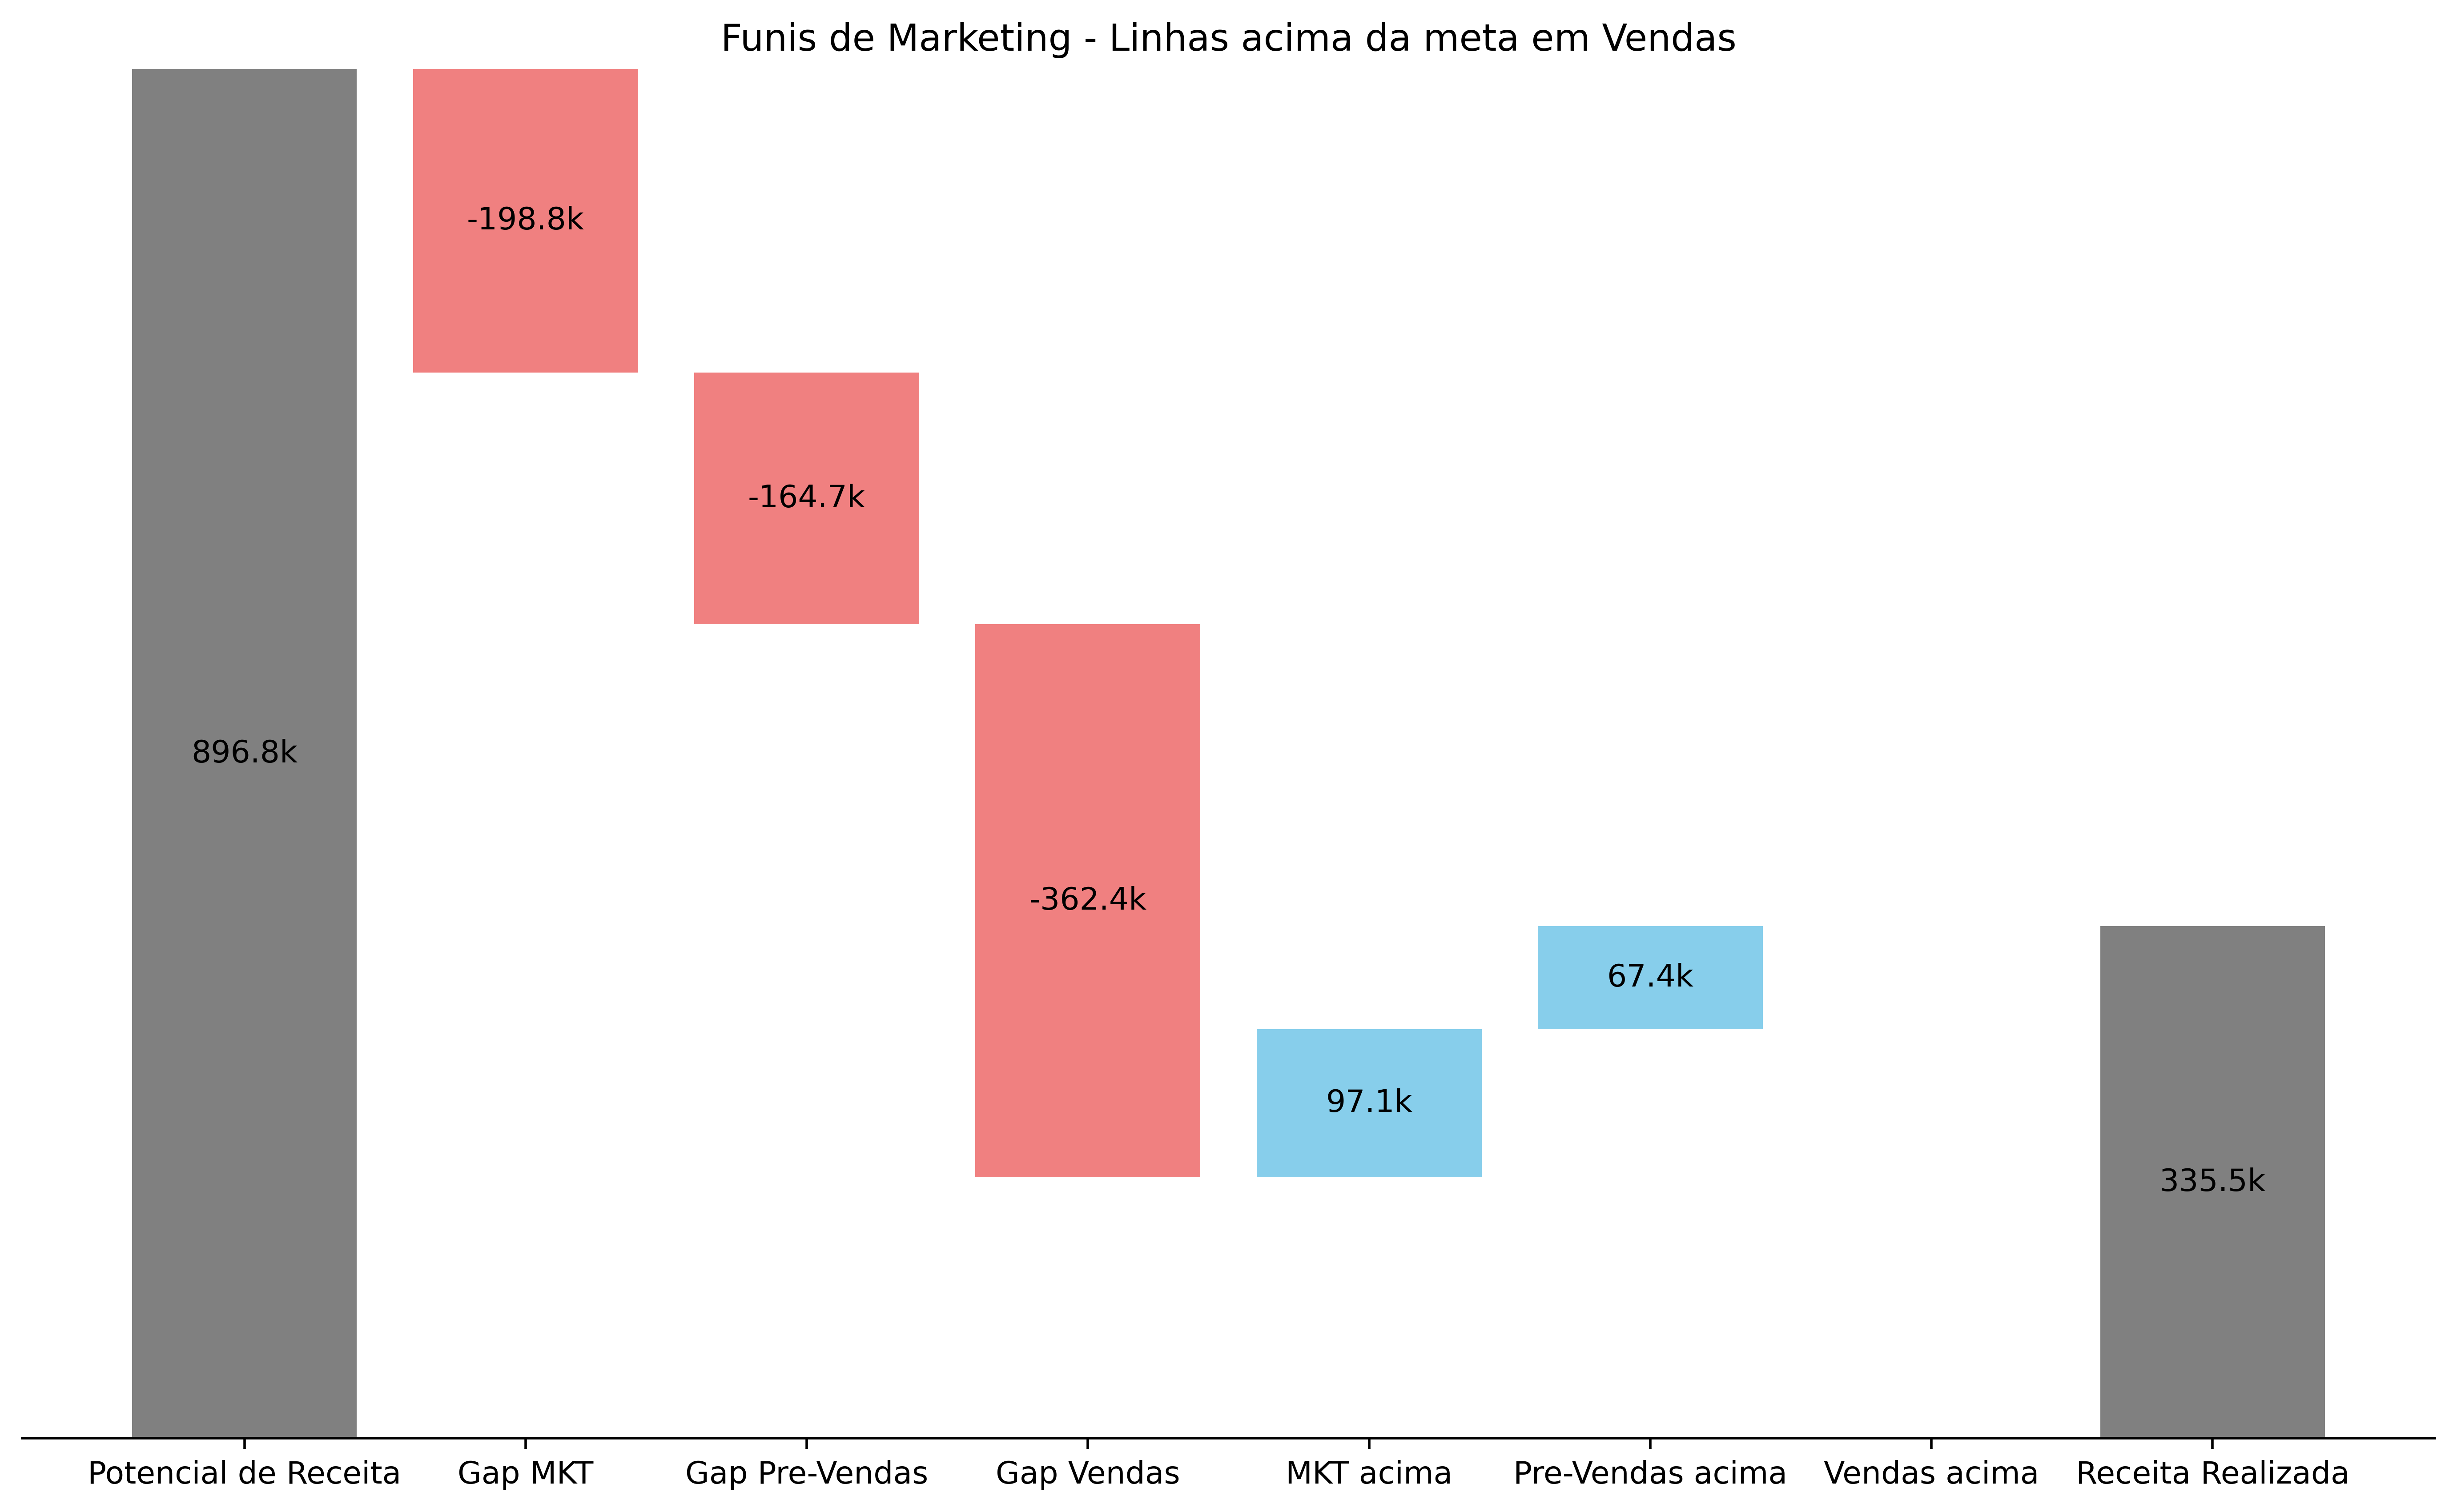 Funis de Marketing - Linhas acima da meta em Vendas
-198.8k
-164.7k
896.8k
-362.4k
67.4k
97.1k
335.5k
Potencial de Receita Gap MKT Gap Pre-Vendas Gap Vendas MKT acima Pre-Vendas acima Vendas acima Receita Realizada